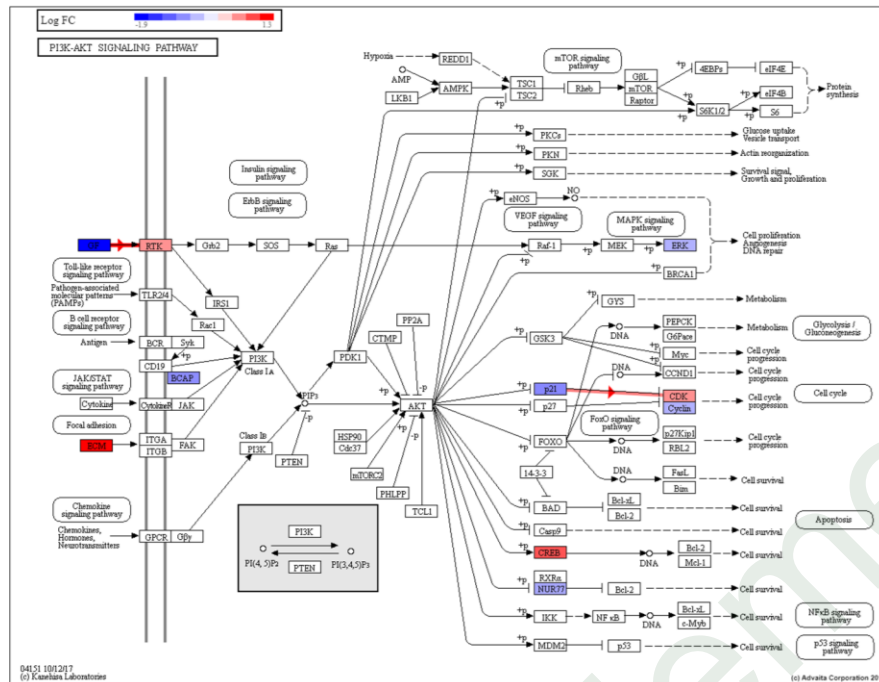 Log FC
-1.9
1.3
PI3K-AKT SIGNALING PATHWAY
Hypoxia
REDD1
mTOR signaling
pathway
AMP
AMPK
LKB1
TSC1
TSC2
Rheb
GβL
mTOR
Raptor
+p
4EBPs
eIF4E
eIF4B
S6K1/2
S6
Protein
synthesis
+p
PKCs
Glucose uptake
Vesicle transport
+p
PKN
Actin reorganization
+p
SGK
Survival signal,
Growth and proliferation
Insulin signaling
pathway
ErbB signaling
pathway
+p
eNOS
NO
VEGF signaling
pathway
MAPK signaling
pathway
GF
RTK
Grb2
SOS
Ras
Raf-1
+p
MEK
+p
ERK
BRCA1
+p
Cell proliferation
Angiogenesis
DNA repair
Toll-like receptor
signaling pathway
Pathogen-associated
molecular patterns
(PAMPs)
TLR2/4
IRS1
Rac1
B cell receptor
signaling pathway
Antigen
BCR
Syk
+p
CD19
BCAP
PI3K
Class IA
PDK1
CTMP
PP2A
+p
-p
GYS
Metabolism
GSK3
+p
DNA
PEPCK
G6Pace
Metabolism
Glycolysis /
Gluconeogenesis
Myc
Cell cycle
progression
DNA
CCND1
Cell cycle
progression
JAK/STAT
signaling pathway
Cytokine
CytokineR
JAK
PIP3
-p
AKT
+p
p21
p27
CDK
Cyclin
Cell cycle
progression
Cell cycle
Focal adhesion
ECM
ITGA
ITGB
FAK
Class IB
PI3K
PTEN
HSP90
Cdc37
+p
-p
mTORC2
PHLPP
TCL1
FoxO signaling
pathway
+p
FOXO
DNA
p27Kip1
RBL2
Cell cycle
progression
14-3-3
DNA
FasL
Bim
Cell survival
+p
BAD
Bcl-xL
Bcl-2
Cell survival
+p
Casp9
Cell survival
Apoptosis
Chemokine
signaling pathway
Chemokines,
Hormones,
Neurotransmitters
GPCR
Gβγ
PI3K
PI(4, 5)P2
PI(3,4,5)P3
PTEN
+p
CREB
DNA
Bcl-2
Mcl-1
Cell survival
+p
RXRα
NUR77
Bcl-2
Cell survival
+p
IKK
NFκB
DNA
Bcl-xL
c-Myb
Cell survival
NFκB signaling
pathway
+p
MDM2
p53
Cell survival
p53 signaling
pathway
04151 10/12/17
(c) Kanehisa Laboratories
(c) Advaita Corporation 20